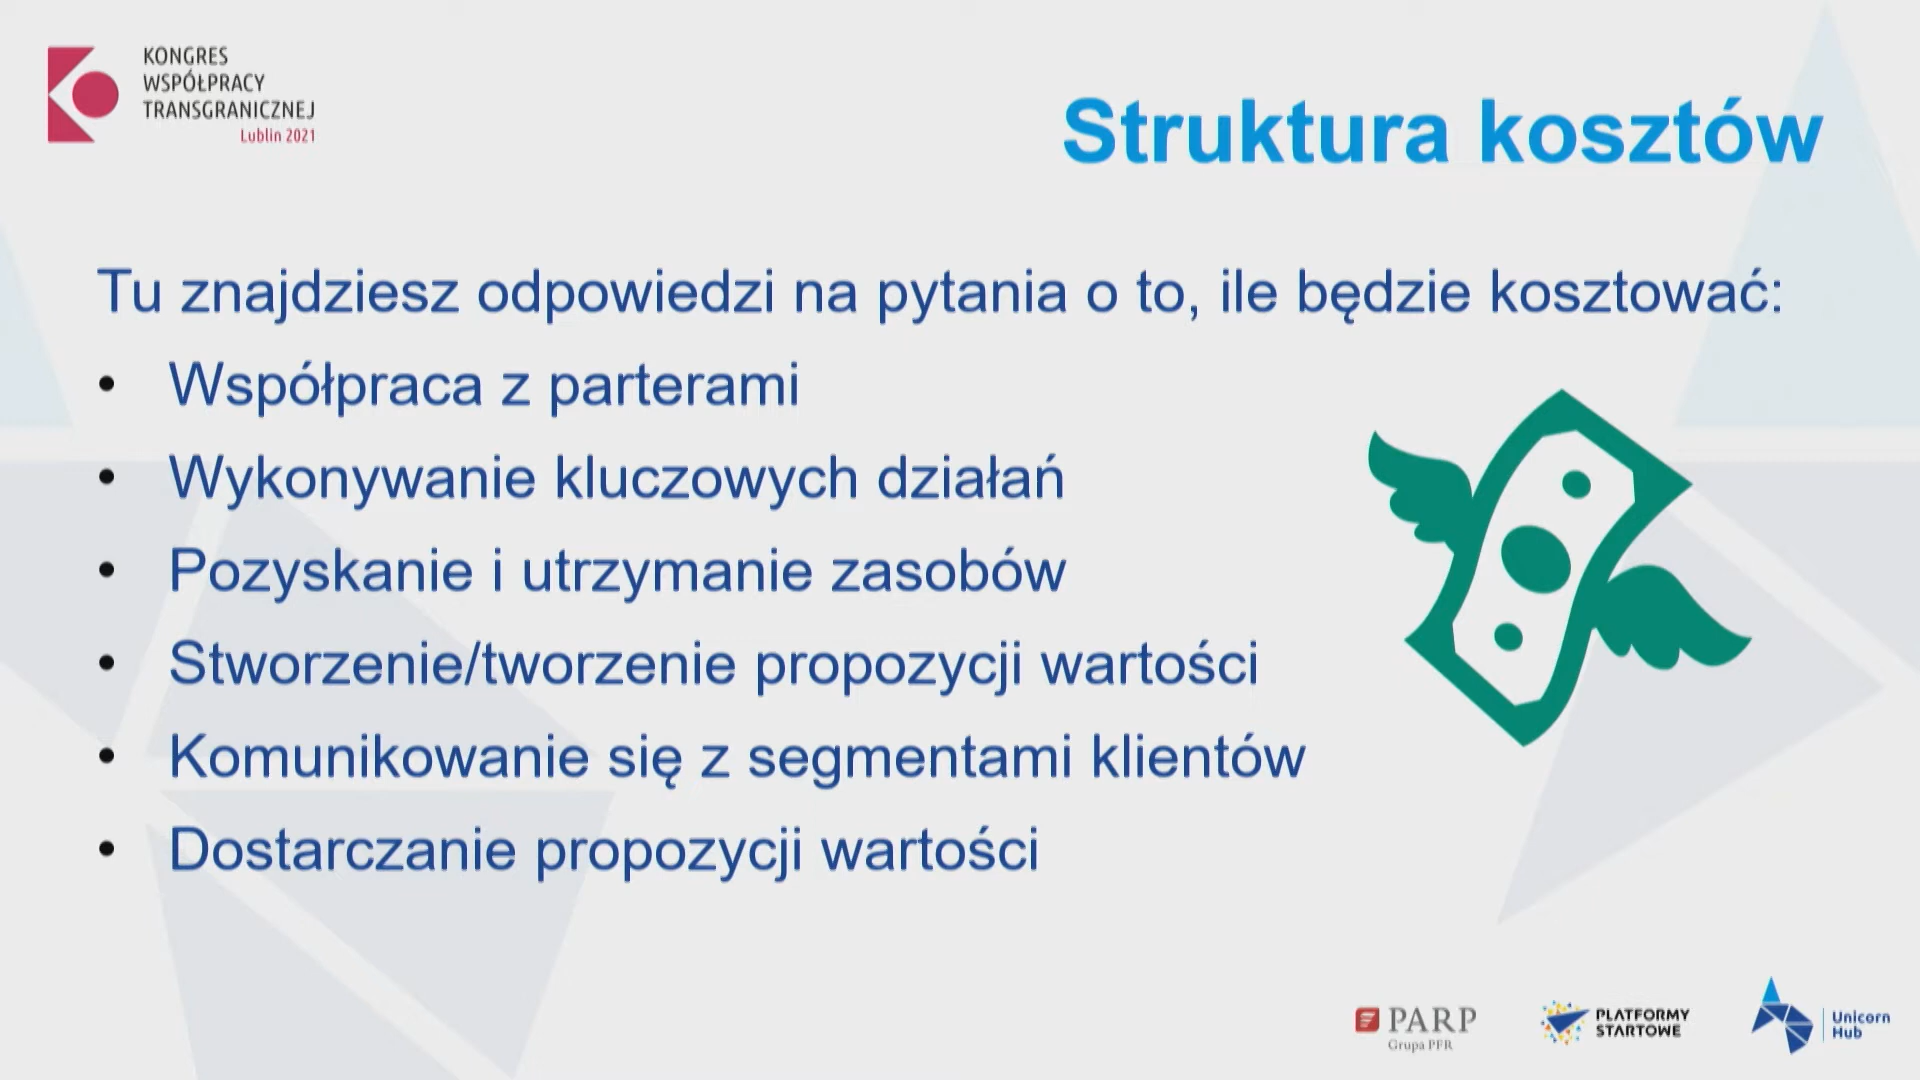 KONGRES
WSPÓŁPRACY
TRANSGRANICZNEJ
Lublin 2021
Struktura kosztów
Tu znajdziesz odpowiedzi na pytania o to, ile będzie kosztować:
• Współpraca z parterami
• Wykonywanie kluczowych działań
• Pozyskanie i utrzymanie zasobów
• Stworzenie/tworzenie propozycji wartości
• Komunikowanie się z segmentami klientów
• Dostarczanie propozycji wartości
PARP
Grupa PFR
PLATFORMY
STARTOWE
Unicorn
Hub